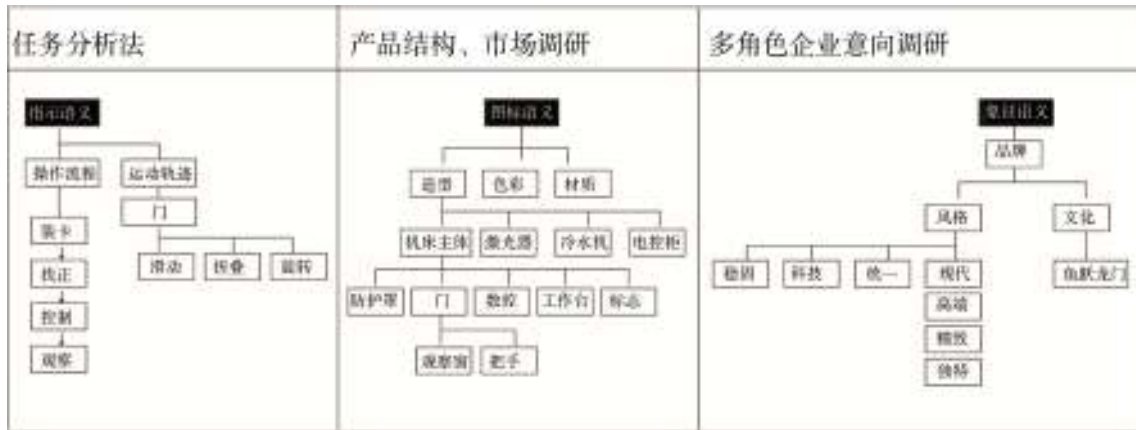 任务分析法
产品结构、市场调研
多角色企业意向调研
指示语义
操作流程
运动轨迹
门
装卡
滑动
折叠
旋转
找正
控制
观察
图标语义
造型
色彩
材质
机床主体
激光器
冷水机
电控柜
防护罩
门
数控
工作台
标志
观察窗
把手
象征语义
品牌
风格
文化
稳固
科技
统一
现代
鱼跃龙门
高端
精致
独特